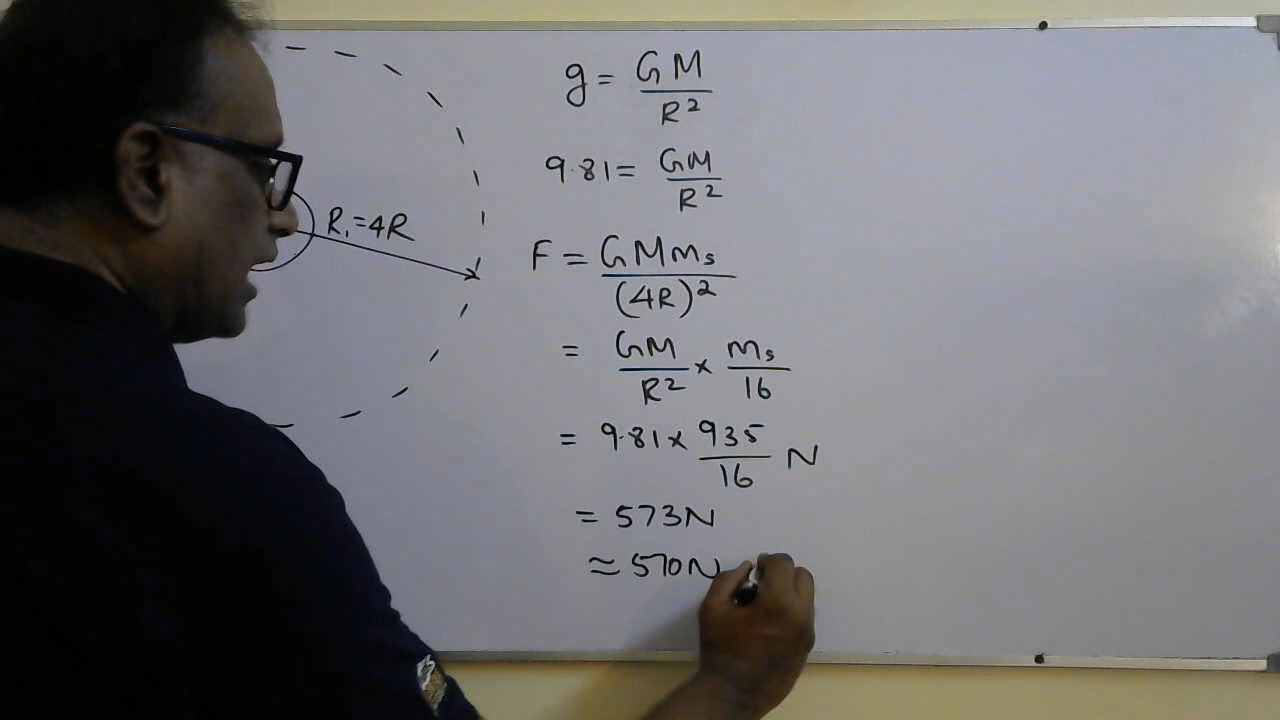 g = GM/R²
9.81 = GM/R²
R₁=4R
F = GMmₛ/(4R)²
= GM/R² × mₛ/16
= 9.81 × 935/16 N
= 573N
≈ 570N